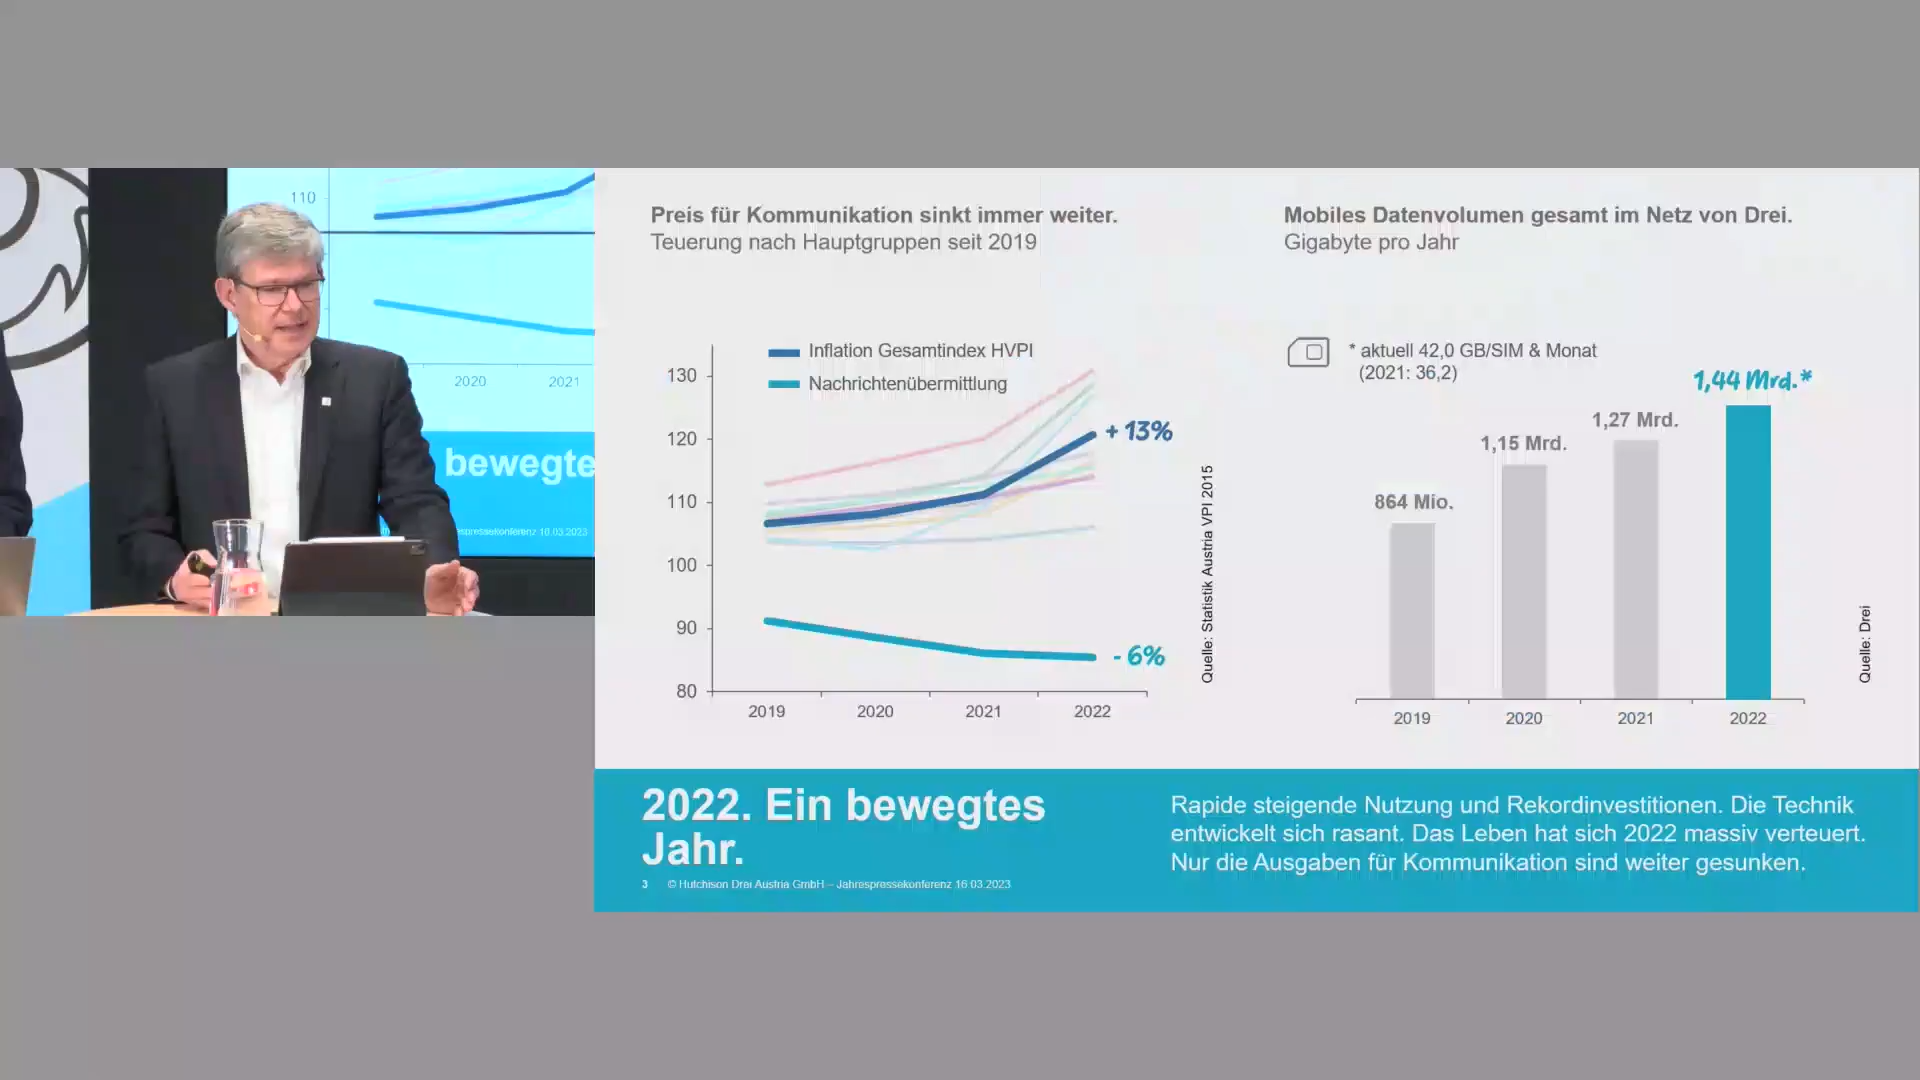 110
2020
2021
bewegte
Preis für Kommunikation sinkt immer weiter.
Teuerung nach Hauptgruppen seit 2019
Inflation Gesamtindex HVPI
Nachrichtenübermittlung
130
120
110
100
90
80
+ 13%
- 6%
2019
2020
2021
2022
Quelle: Statistik Austria VPI 2015
Mobiles Datenvolumen gesamt im Netz von Drei.
Gigabyte pro Jahr
* aktuell 42,0 GB/SIM & Monat
(2021: 36,2)
864 Mio.
1,15 Mrd.
1,27 Mrd.
1,44 Mrd.*
2019
2020
2021
2022
Quelle: Drei
2022. Ein bewegtes
Jahr.
3 © Hutchison Drei Austria GmbH – Jahrespressekonferenz 16.03.2023
Rapide steigende Nutzung und Rekordinvestitionen. Die Technik
entwickelt sich rasant. Das Leben hat sich 2022 massiv verteuert.
Nur die Ausgaben für Kommunikation sind weiter gesunken.